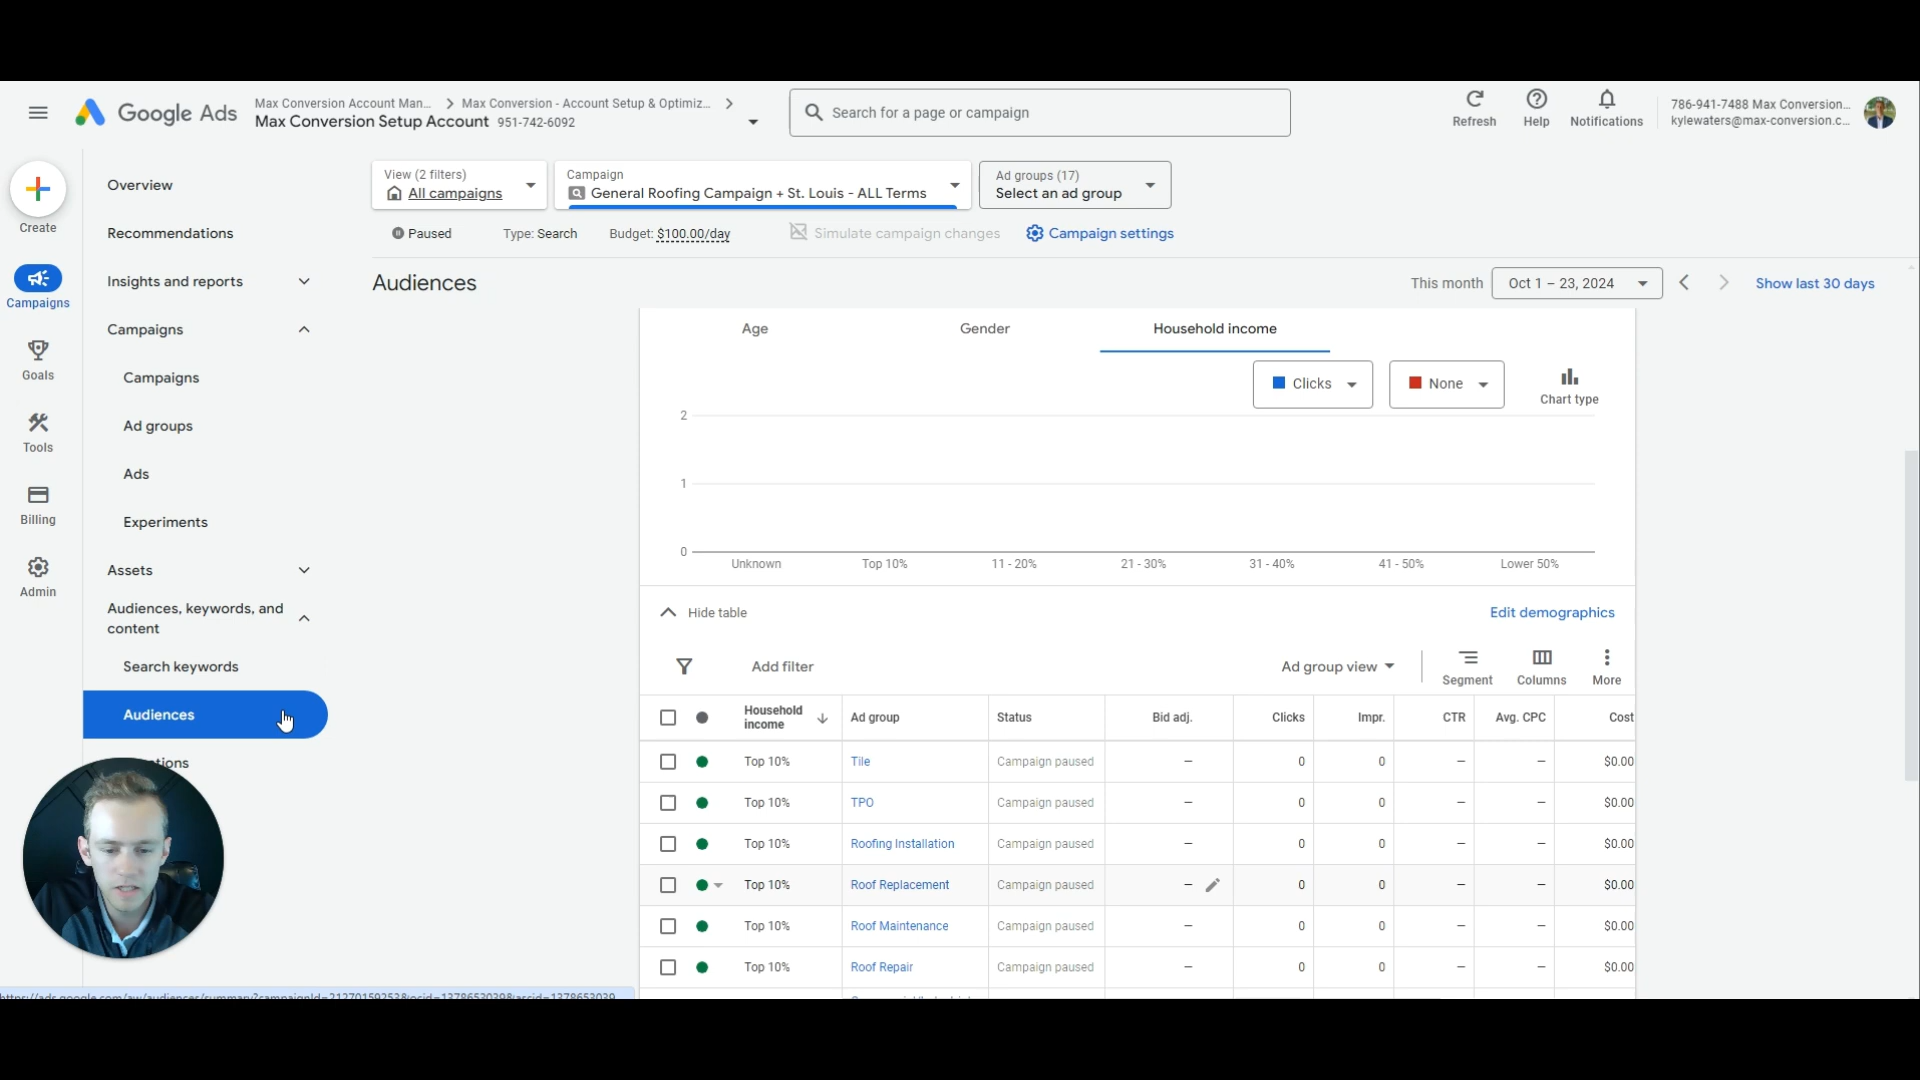 Google Ads
Max Conversion Account Man... > Max Conversion - Account Setup & Optimiz... >
Max Conversion Setup Account 951-742-6092
Search for a page or campaign
Refresh
Help
Notifications
786-941-7488 Max Conversion...
kylewaters@max-conversion.c...
Create
Campaigns
Goals
Tools
Billing
Admin
Overview
Recommendations
Insights and reports
Campaigns
Campaigns
Ad groups
Ads
Experiments
Assets
Audiences, keywords, and
content
Search keywords
Audiences
View (2 filters)
All campaigns
Campaign
General Roofing Campaign + St. Louis - ALL Terms
Ad groups (17)
Select an ad group
Paused
Type: Search
Budget: $100.00/day
Simulate campaign changes
Campaign settings
Audiences
This month
Oct 1 – 23, 2024
Show last 30 days
Age
Gender
Household income
Clicks
None
Chart type
2
1
0
Unknown
Top 10%
11 - 20%
21 - 30%
31 - 40%
41 - 50%
Lower 50%
Hide table
Edit demographics
Add filter
Ad group view
Segment
Columns
More
Household
income
Ad group
Status
Bid adj.
Clicks
Impr.
CTR
Avg. CPC
Cost
Top 10% Tile Campaign paused – 0 0 – – $0.00
Top 10% TPO Campaign paused – 0 0 – – $0.00
Top 10% Roofing Installation Campaign paused – 0 0 – – $0.00
Top 10% Roof Replacement Campaign paused – 0 0 – – $0.00
Top 10% Roof Maintenance Campaign paused – 0 0 – – $0.00
Top 10% Roof Repair Campaign paused – 0 0 – – $0.00